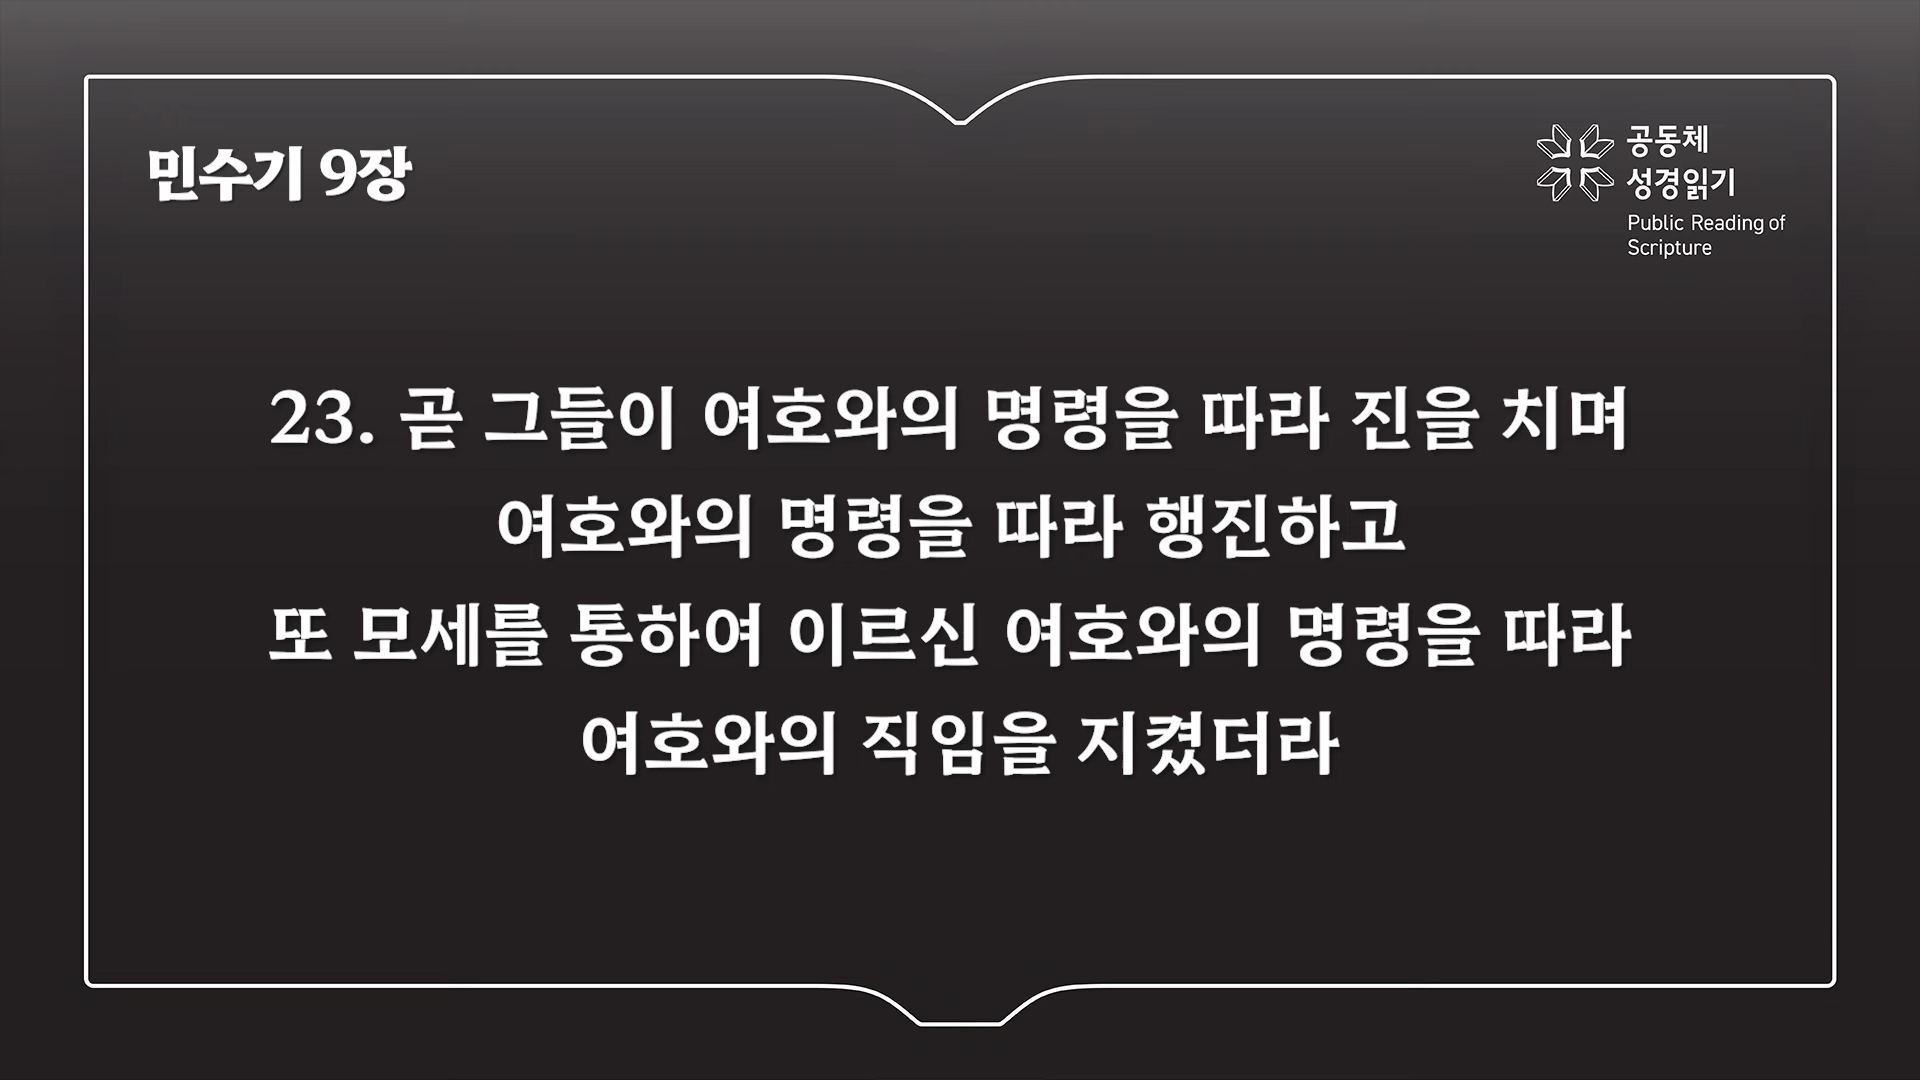 민수기 9장
공동체
성경읽기
Public Reading of
Scripture
23. 곧 그들이 여호와의 명령을 따라 진을 치며
여호와의 명령을 따라 행진하고
또 모세를 통하여 이르신 여호와의 명령을 따라
여호와의 직임을 지켰더라